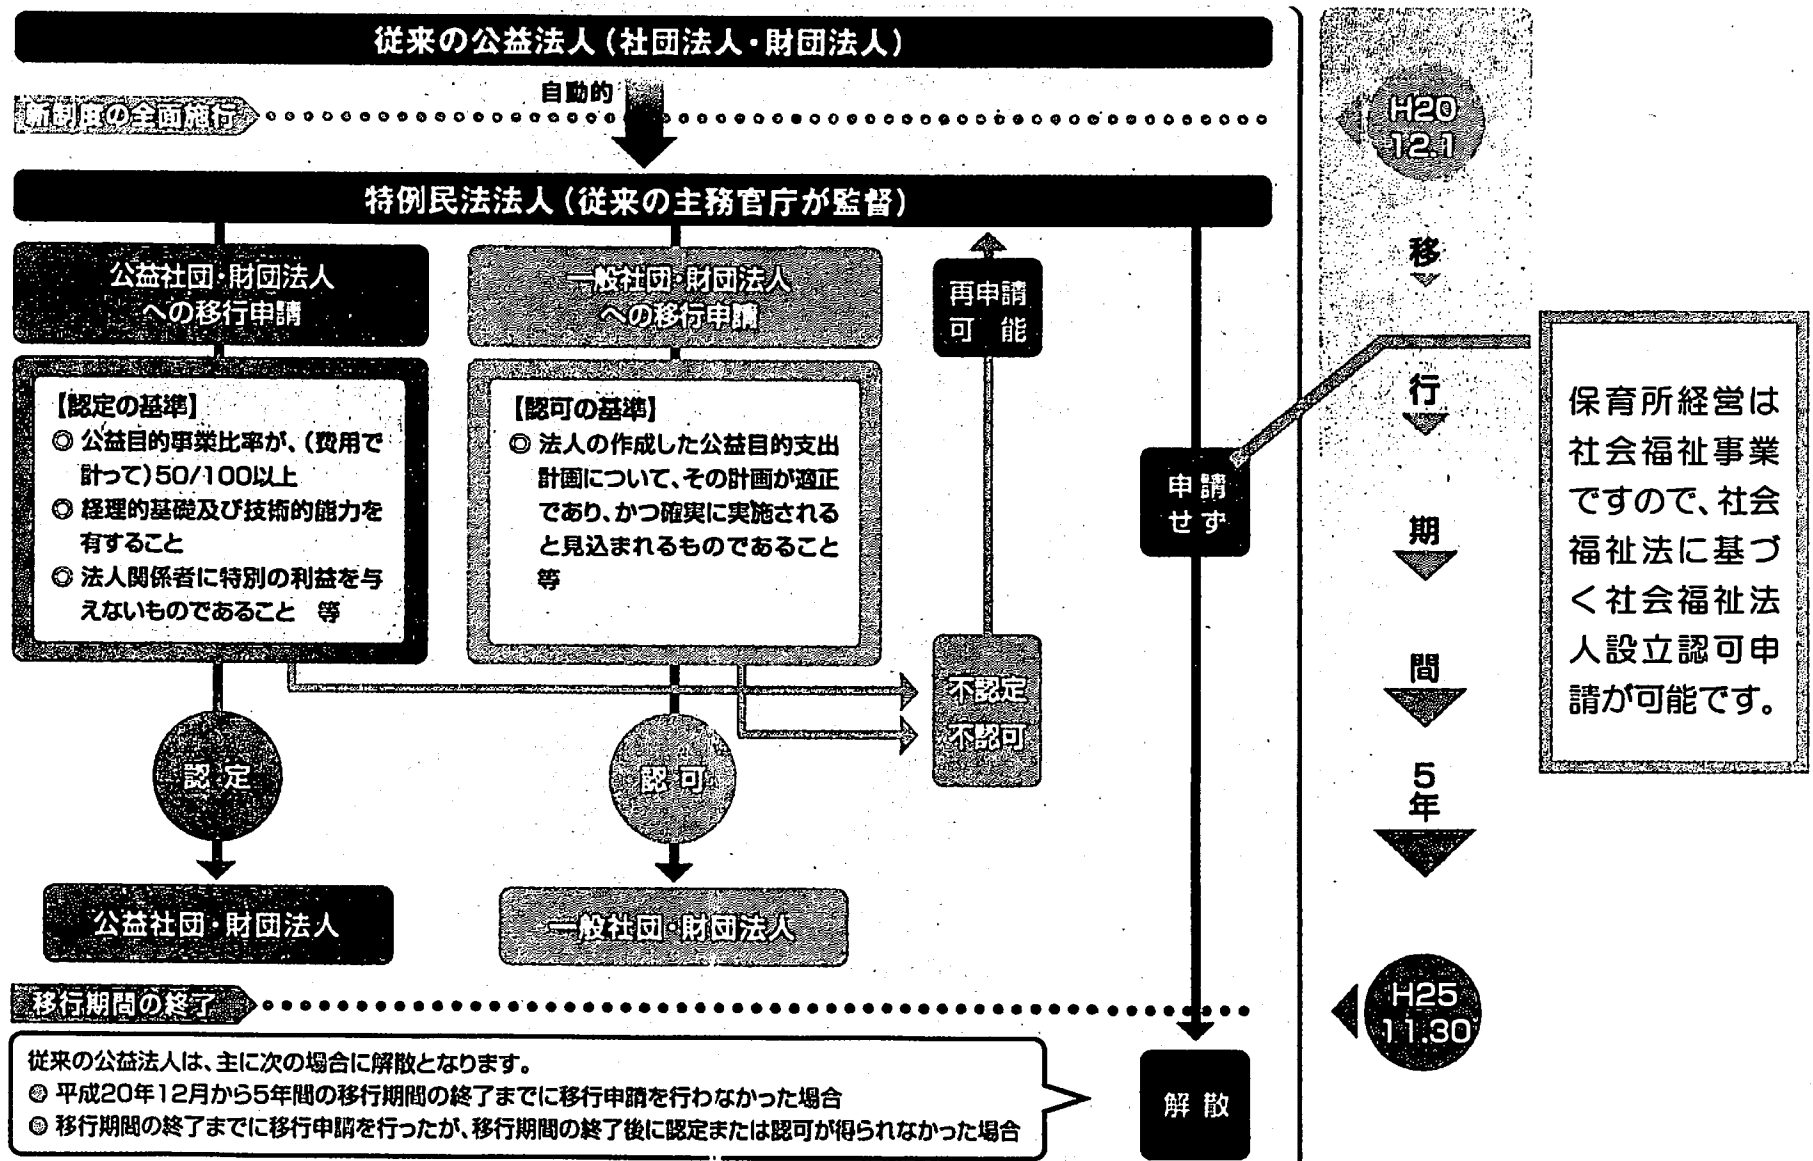 従来の公益法人(社団法人・財団法人)
自動的
新制度の全面施行
H20
12.1
特例民法法人(従来の主務官庁が監督)
公益社団・財団法人
への移行申請
一般社団・財団法人
への移行申請
再申請
可 能
【認定の基準】
◎ 公益目的事業比率が、(費用で
計って)50/100以上
◎ 経理的基礎及び技術的能力を
有すること
◎ 法人関係者に特別の利益を与
えないものであること 等
【認可の基準】
◎ 法人の作成した公益目的支出
計画について、その計画が適正
であり、かつ確実に実施される
と見込まれるものであること
等
申 請
せ ず
不認定
不認可
認 定
認 可
公益社団・財団法人
一般社団・財団法人
移
行
期
間
5
年
保育所経営は
社会福祉事業
ですので、社会
福祉法に基づ
く社会福祉法
人設立認可申
請が可能です。
移行期間の終了
H25
11.30
従来の公益法人は、主に次の場合に解散となります。
◎ 平成20年12月から5年間の移行期間の終了までに移行申請を行わなかった場合
◎ 移行期間の終了までに移行申請を行ったが、移行期間の終了後に認定または認可が得られなかった場合
解 散